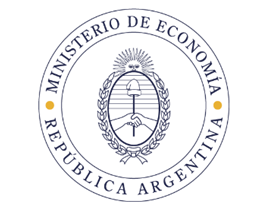 MINISTERIO DE ECONOMÍA
REPÚBLICA ARGENTINA